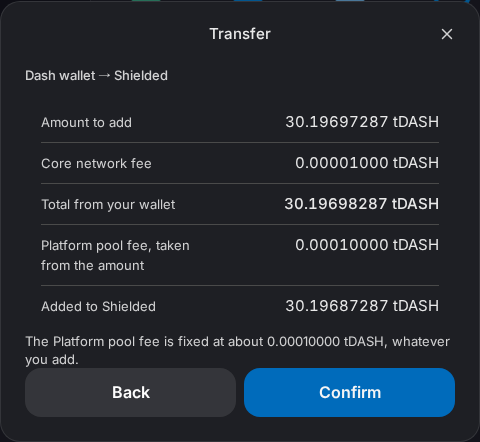 Transfer
Dash wallet → Shielded
Amount to add 30.19697287 tDASH
Core network fee 0.00001000 tDASH
Total from your wallet 30.19698287 tDASH
Platform pool fee, taken 0.00010000 tDASH
from the amount
Added to Shielded 30.19687287 tDASH
The Platform pool fee is fixed at about 0.00010000 tDASH, whatever
you add.
Back Confirm